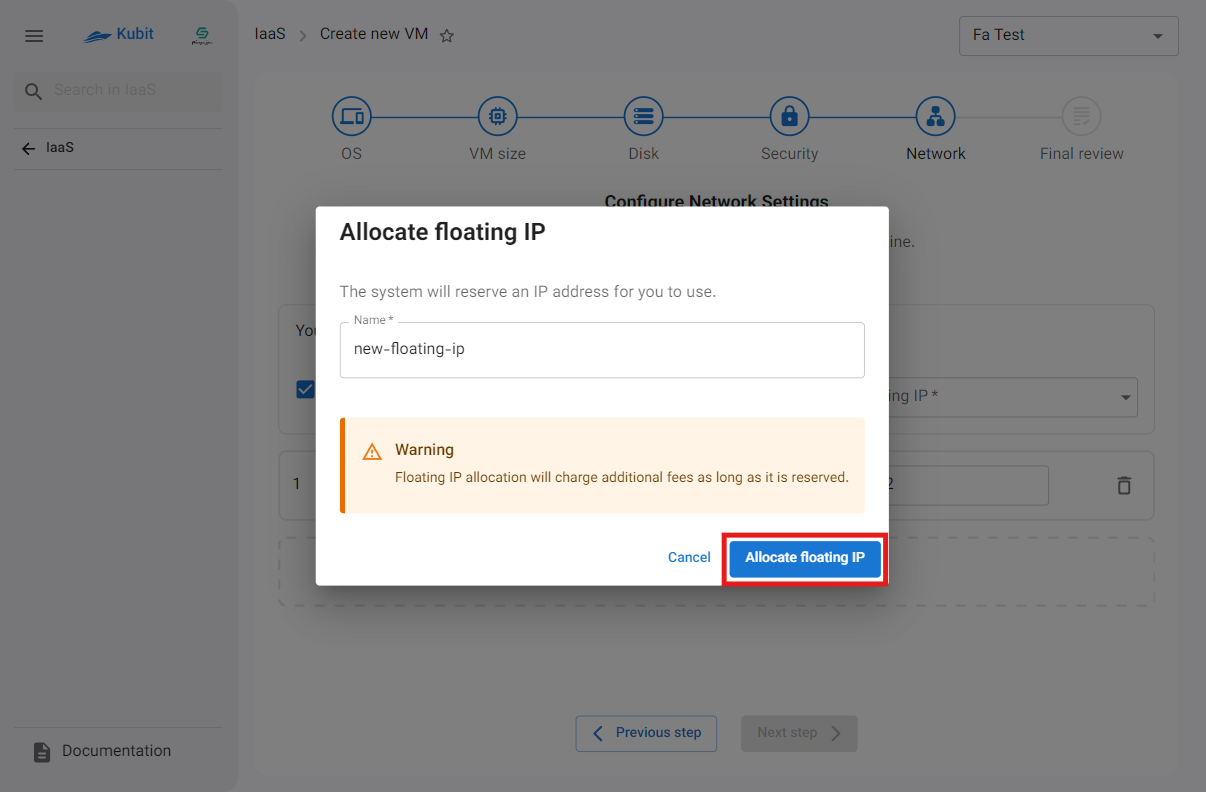 Kubit
IaaS
Create new VM
Fa Test
Search in IaaS
IaaS
OS
VM size
Disk
Security
Network
Final review
Configure Network Settings
ine.
Allocate floating IP
The system will reserve an IP address for you to use.
Name *
new-floating-ip
You
ing IP *
Warning
Floating IP allocation will charge additional fees as long as it is reserved.
1
2
Cancel
Allocate floating IP
Previous step
Next step
Documentation